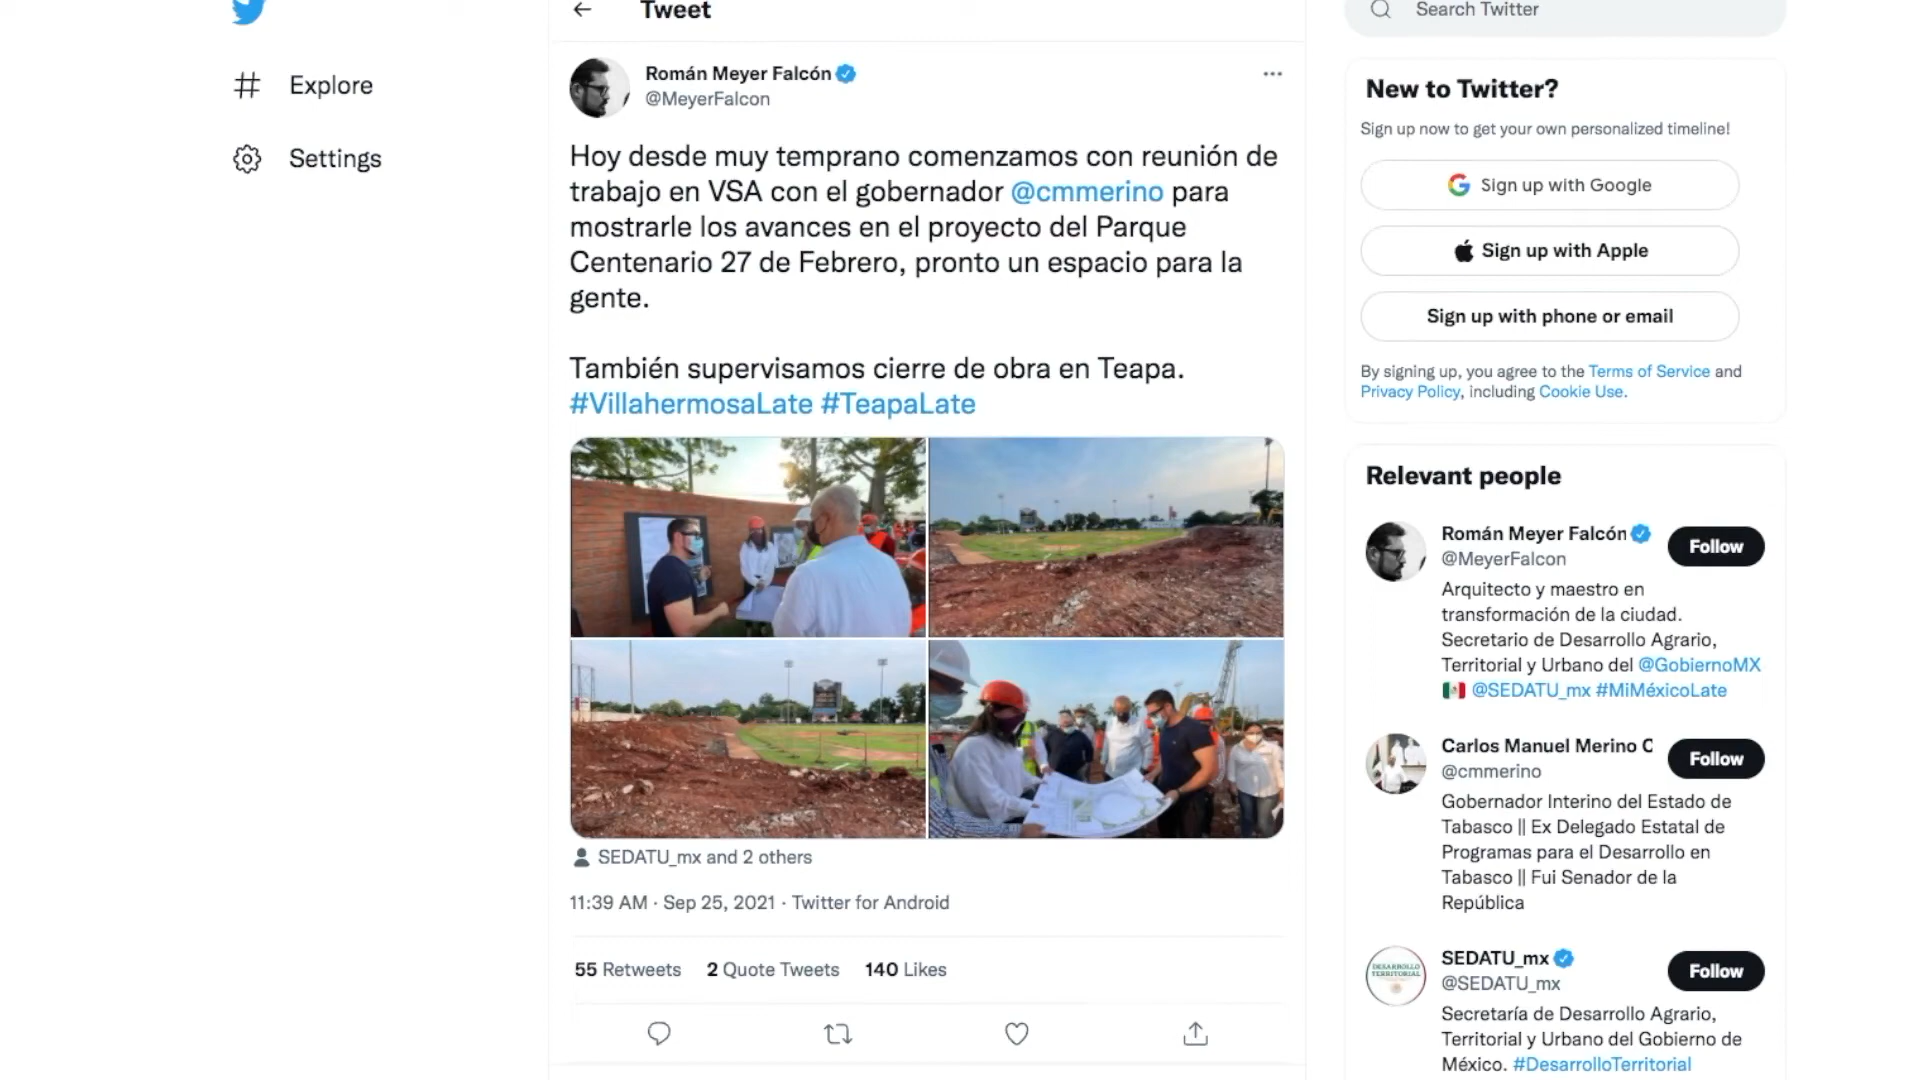 Explore
Settings
Tweet
Román Meyer Falcón
@MeyerFalcon
Hoy desde muy temprano comenzamos con reunión de
trabajo en VSA con el gobernador @cmmerino para
mostrarle los avances en el proyecto del Parque
Centenario 27 de Febrero, pronto un espacio para la
gente.
También supervisamos cierre de obra en Teapa.
#VillahermosaLate #TeapaLate
SEDATU_mx and 2 others
11:39 AM · Sep 25, 2021 · Twitter for Android
55 Retweets 2 Quote Tweets 140 Likes
Search Twitter
New to Twitter?
Sign up now to get your own personalized timeline!
Sign up with Google
Sign up with Apple
Sign up with phone or email
By signing up, you agree to the Terms of Service and
Privacy Policy, including Cookie Use.
Relevant people
Román Meyer Falcón
@MeyerFalcon
Follow
Arquitecto y maestro en
transformación de la ciudad.
Secretario de Desarrollo Agrario,
Territorial y Urbano del @GobiernoMX
@SEDATU_mx #MiMéxicoLate
Carlos Manuel Merino C
@cmmerino
Follow
Gobernador Interino del Estado de
Tabasco || Ex Delegado Estatal de
Programas para el Desarrollo en
Tabasco || Fui Senador de la
República
DESARROLLO
TERRITORIAL
SEDATU_mx
@SEDATU_mx
Follow
Secretaría de Desarrollo Agrario,
Territorial y Urbano del Gobierno de
México. #DesarrolloTerritorial